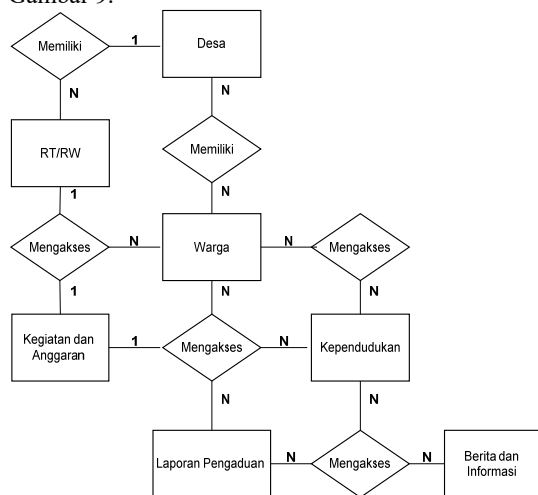 Gambar 9.
Memiliki
1
Desa
N
N
RT/RW
Memiliki
1
N
Mengakses
N
Warga
N
Mengakses
1
N
N
Kegiatan dan
Anggaran
1
Mengakses
N
Kependudukan
N
N
Laporan Pengaduan
N
Mengakses
N
Berita dan
Informasi